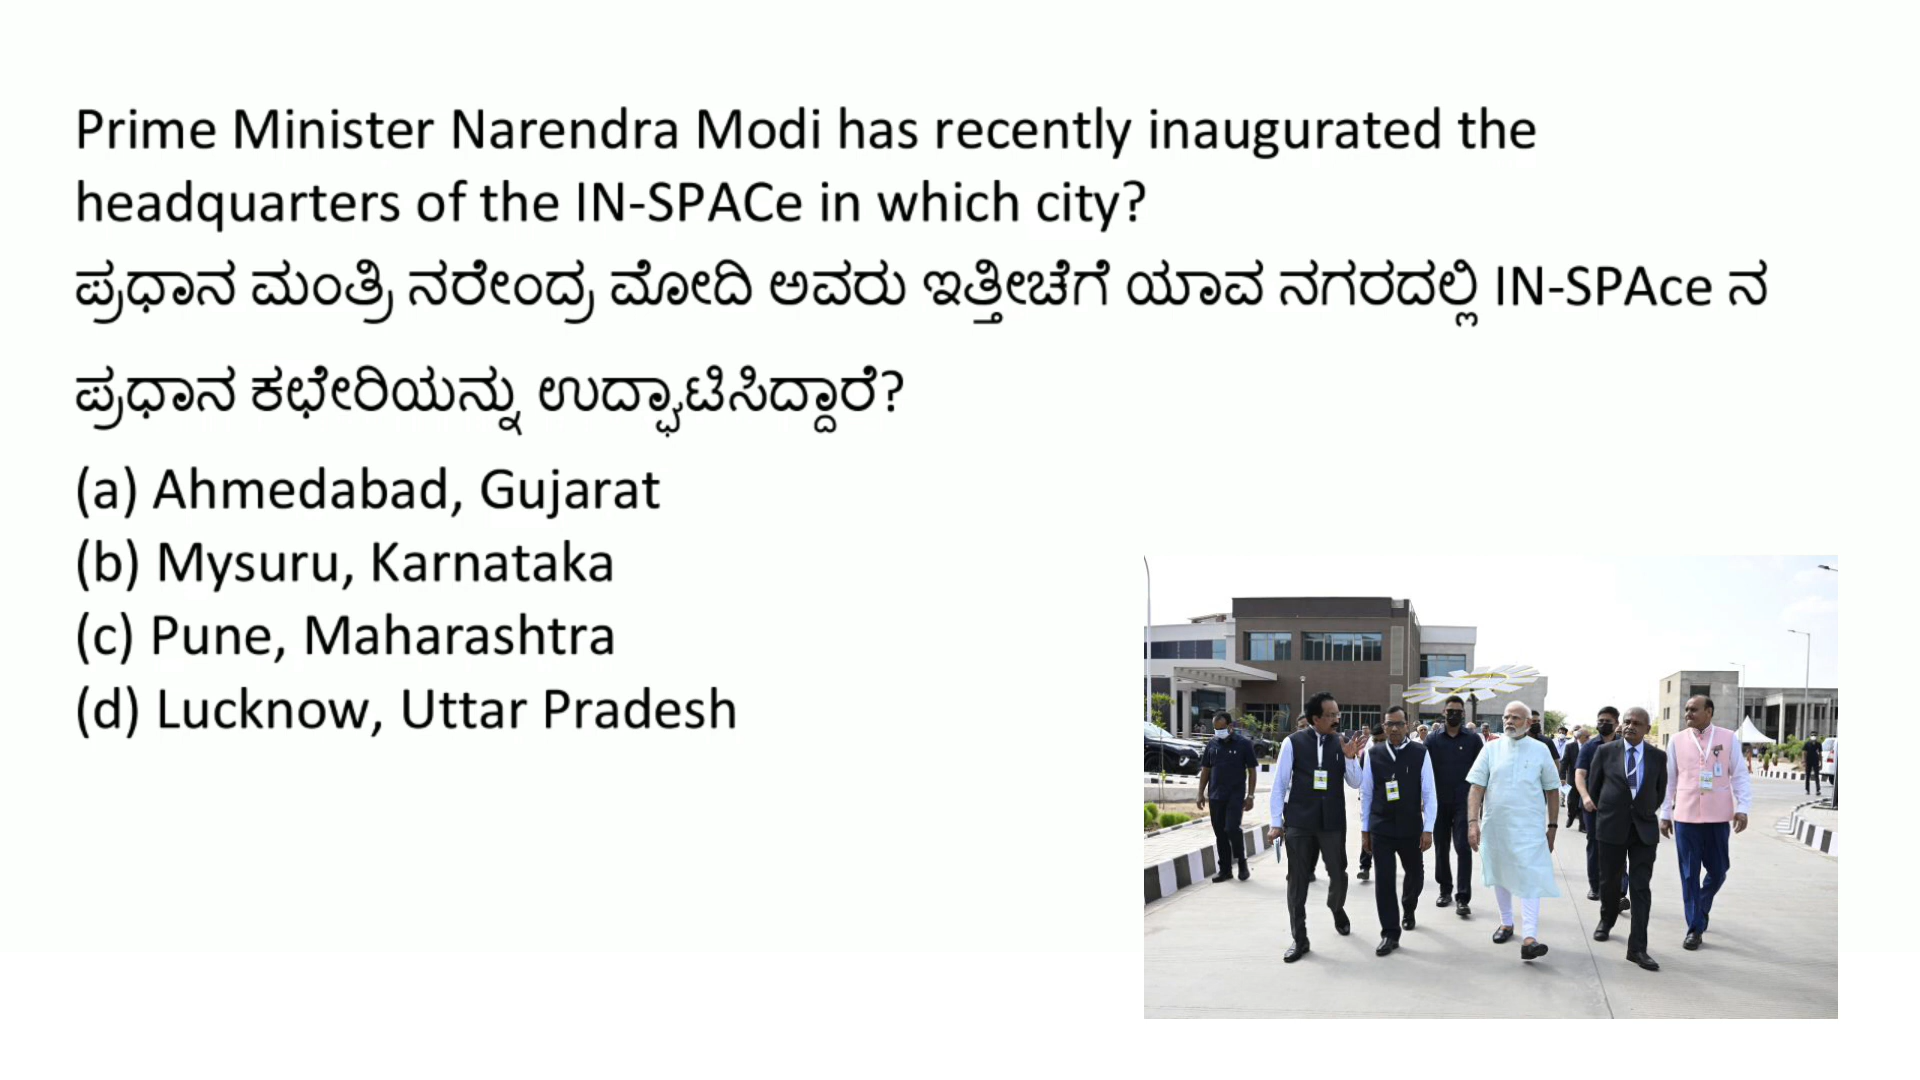 Prime Minister Narendra Modi has recently inaugurated the
headquarters of the IN-SPACe in which city?
ಪ್ರಧಾನ ಮಂತ್ರಿ ನರೇಂದ್ರ ಮೋದಿ ಅವರು ಇತ್ತೀಚೆಗೆ ಯಾವ ನಗರದಲ್ಲಿ IN-SPAce ನ
ಪ್ರಧಾನ ಕಛೇರಿಯನ್ನು ಉದ್ಘಾಟಿಸಿದ್ದಾರೆ?
(a) Ahmedabad, Gujarat
(b) Mysuru, Karnataka
(c) Pune, Maharashtra
(d) Lucknow, Uttar Pradesh